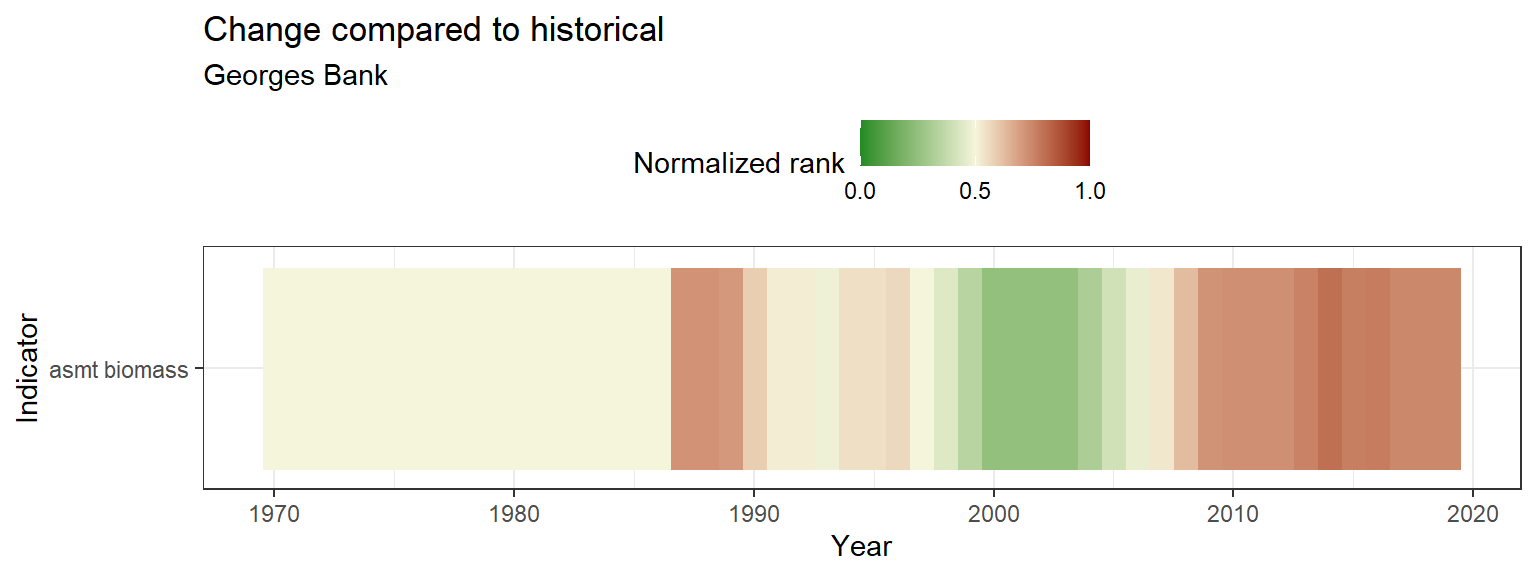 Change compared to historical
Georges Bank
Normalized rank
0.0 0.5 1.0
Indicator
asmt biomass
1970 1980 1990 2000 2010 2020
Year